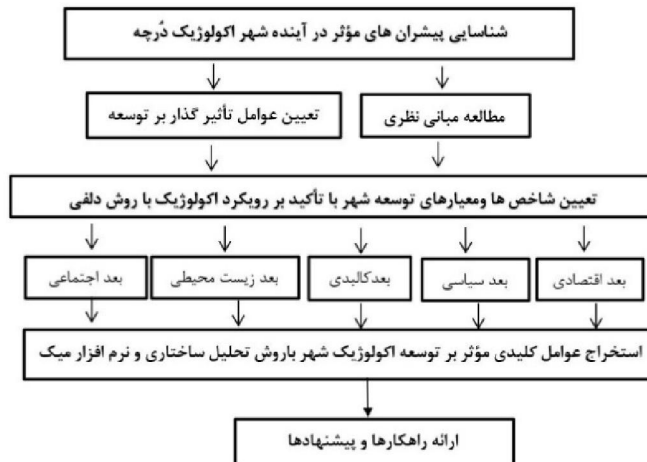 شناسایی پیشران های مؤثر در آینده شهر اکولوژیک دُرچه
مطالعه مبانی نظری
تعیین عوامل تأثیر گذار بر توسعه
تعیین شاخص ها ومعیارهای توسعه شهر با تأکید بر رویکرد اکولوژیک با روش دلفی
بعد اقتصادی
بعد سیاسی
بعدکالبدی
بعد زیست محیطی
بعد اجتماعی
استخراج عوامل کلیدی مؤثر بر توسعه اکولوژیک شهر باروش تحلیل ساختاری و نرم افزار میک
ارائه راهکارها و پیشنهادها